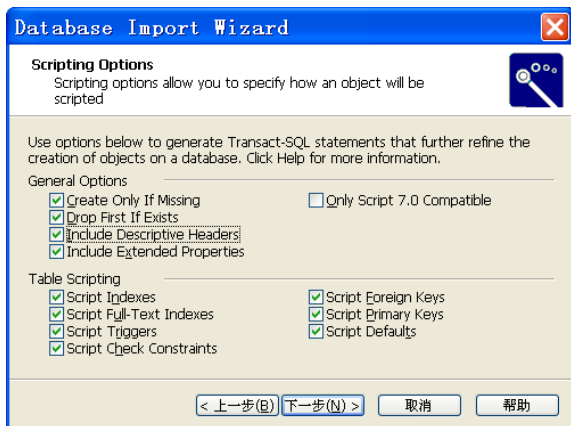 Database Import Wizard
Scripting Options
Scripting options allow you to specify how an object will be
scripted
Use options below to generate Transact-SQL statements that further refine the
creation of objects on a database. Click Help for more information.
General Options
Create Only If Missing
Only Script 7.0 Compatible
Drop First If Exists
Include Descriptive Headers
Include Extended Properties
Table Scripting
Script Indexes
Script Foreign Keys
Script Full-Text Indexes
Script Primary Keys
Script Triggers
Script Defaults
Script Check Constraints
< 上一步(B) 下一步(N) > 取消 帮助